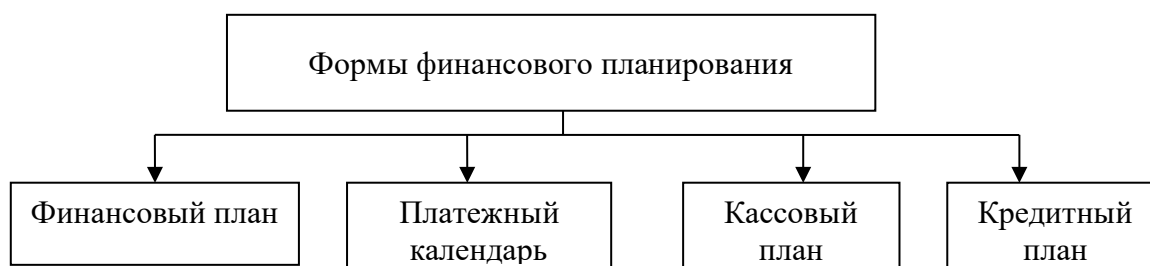 Формы финансового планирования
Финансовый план
Платежный
календарь
Кассовый
план
Кредитный
план